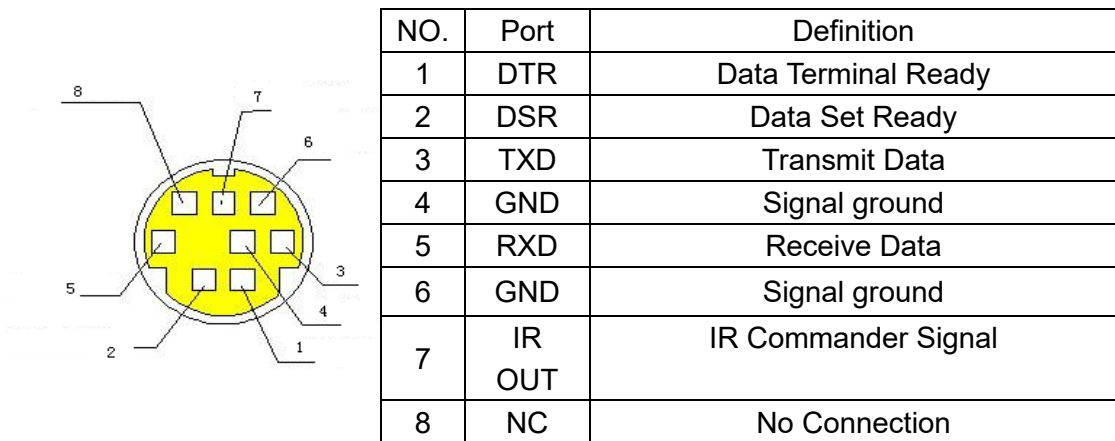 8
7
6
5
3
4
2
1
NO. Port Definition
1 DTR Data Terminal Ready
2 DSR Data Set Ready
3 TXD Transmit Data
4 GND Signal ground
5 RXD Receive Data
6 GND Signal ground
7 IR OUT IR Commander Signal
8 NC No Connection